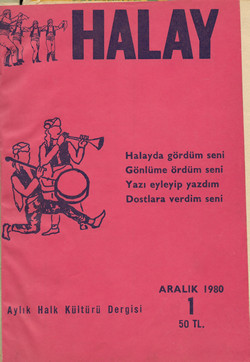 HALAY
Halayda gördüm seni
Gönlüme ördüm seni
Yazı eyleyip yazdım
Dostlara verdim seni
ARALIK 1980
Aylık Halk Kültürü Dergisi
1
50 TL.